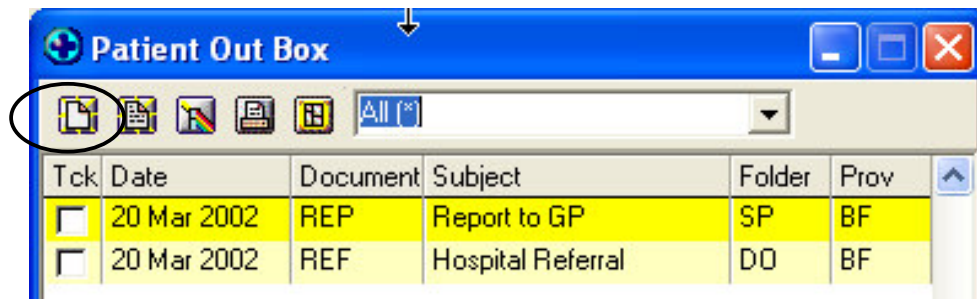 Patient Out Box
All (*)
Tck Date Document Subject Folder Prov
20 Mar 2002 REP Report to GP SP BF
20 Mar 2002 REF Hospital Referral DO BF